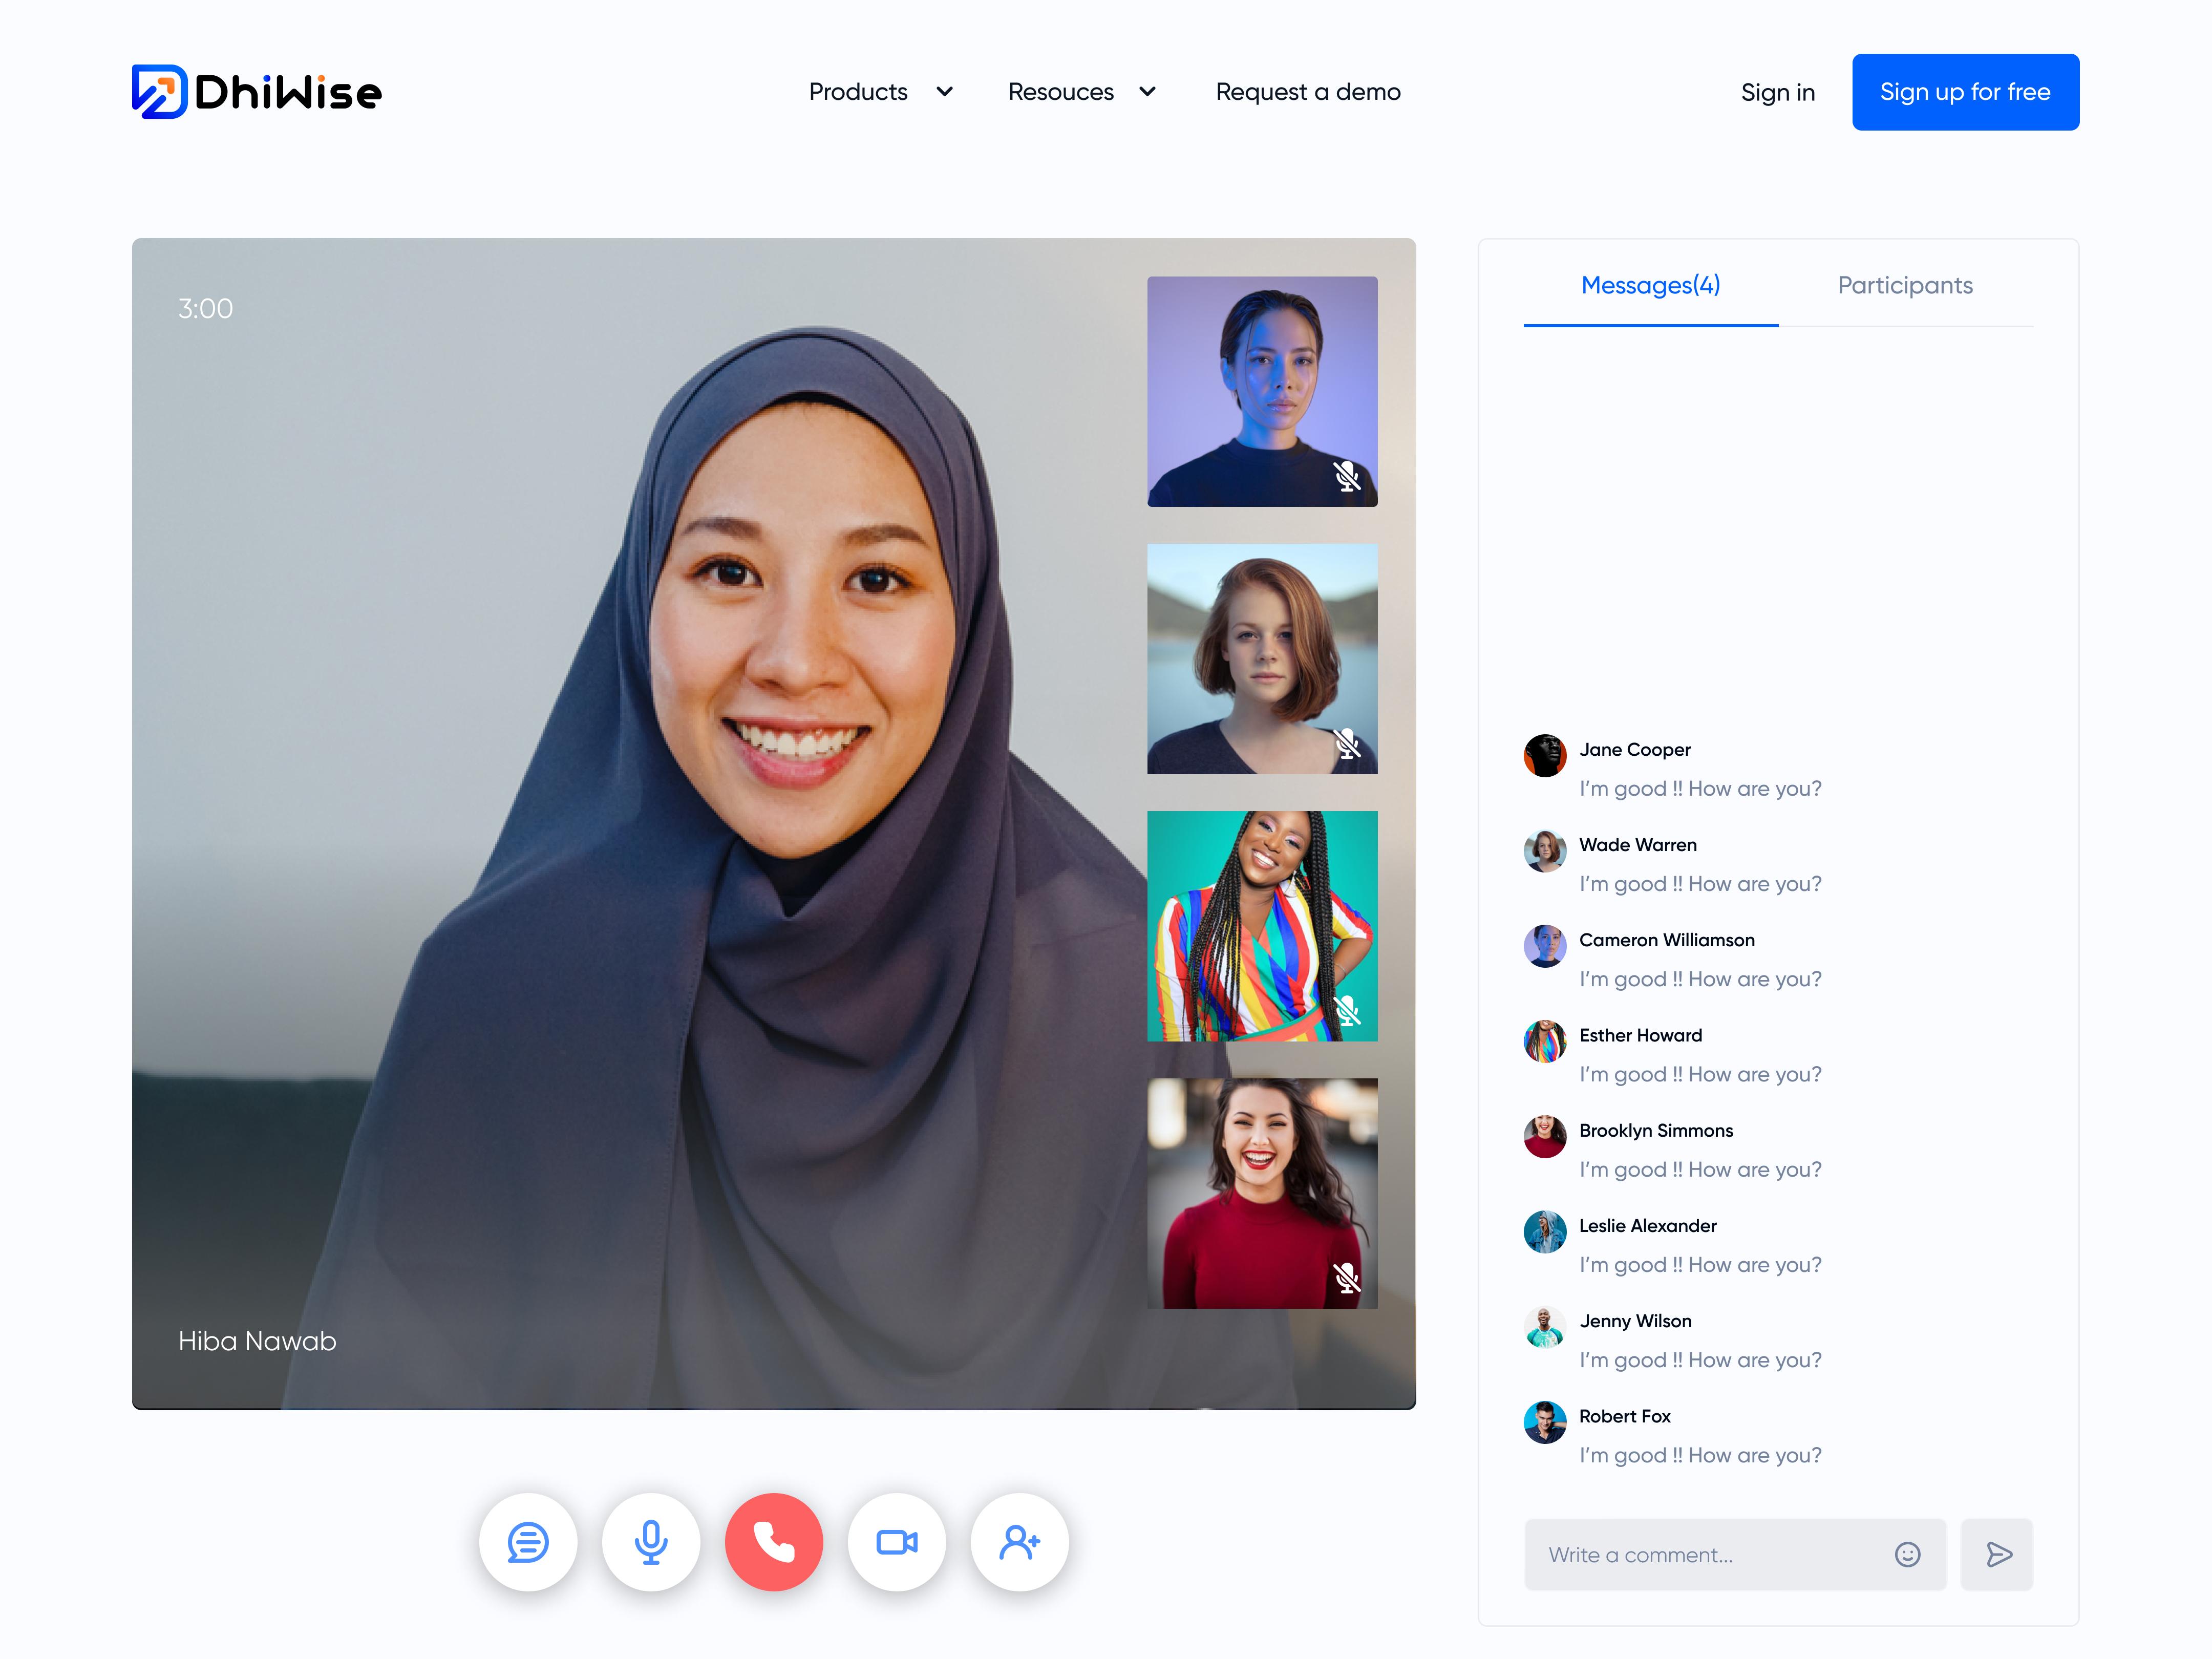 DhiWise
Products
Resouces
Request a demo
Sign in
Sign up for free
3:00
Hiba Nawab
Messages(4)
Participants
Jane Cooper
I'm good !! How are you?
Wade Warren
I'm good !! How are you?
Cameron Williamson
I'm good !! How are you?
Esther Howard
I'm good !! How are you?
Brooklyn Simmons
I'm good !! How are you?
Leslie Alexander
I'm good !! How are you?
Jenny Wilson
I'm good !! How are you?
Robert Fox
I'm good !! How are you?
Write a comment...